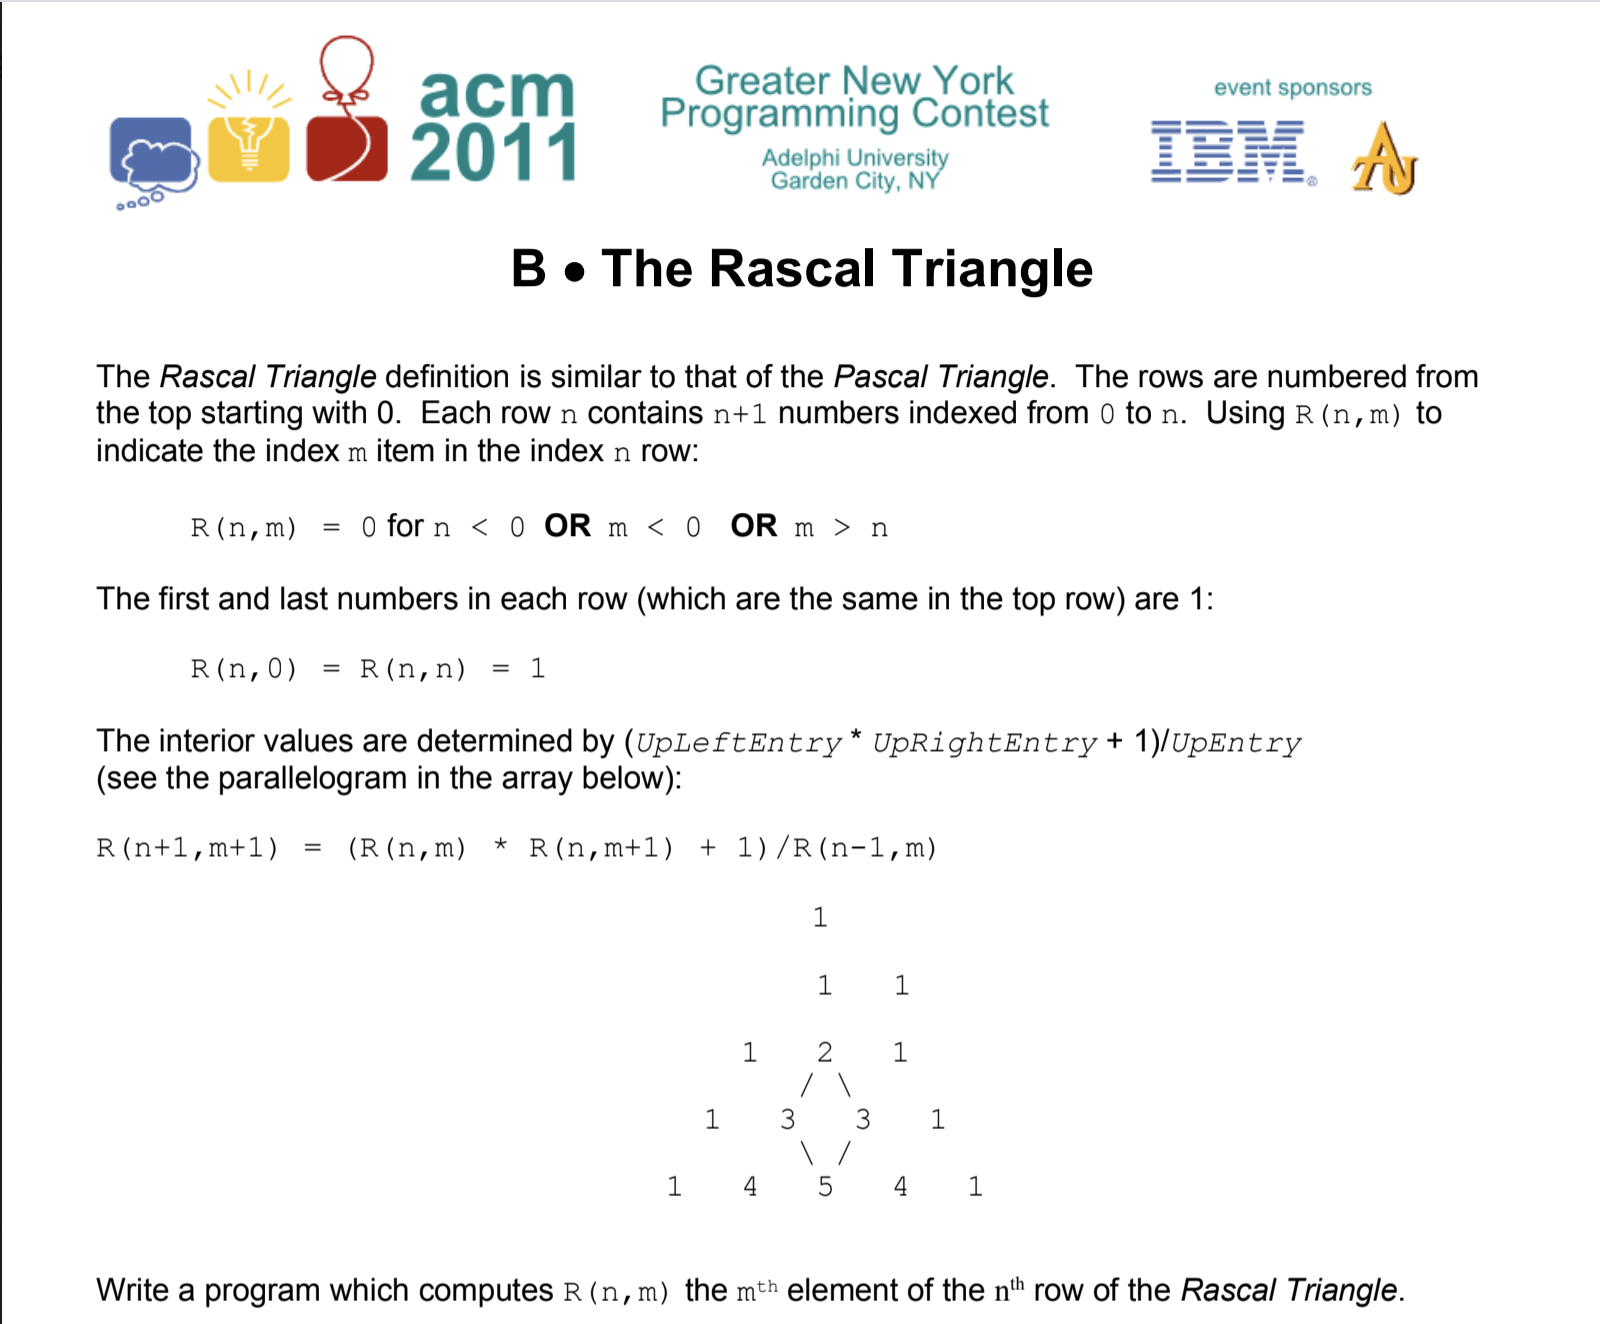 acm
2011
Greater New York
Programming Contest
Adelphi University
Garden City, NY
event sponsors
IBM®
AU
B • The Rascal Triangle
The Rascal Triangle definition is similar to that of the Pascal Triangle. The rows are numbered from
the top starting with 0. Each row n contains n+1 numbers indexed from 0 to n. Using R(n,m) to
indicate the index m item in the index n row:
R(n,m) = 0 for n < 0 OR m < 0 OR m > n
The first and last numbers in each row (which are the same in the top row) are 1:
R(n,0) = R(n,n) = 1
The interior values are determined by (UpLeftEntry * UpRightEntry + 1)/UpEntry
(see the parallelogram in the array below):
R(n+1,m+1) = (R(n,m) * R(n,m+1) + 1)/R(n-1,m)
1
1 1
1 2 1
/ \
1 3 3 1
\ /
1 4 5 4 1
Write a program which computes R(n,m) the mth element of the nth row of the Rascal Triangle.